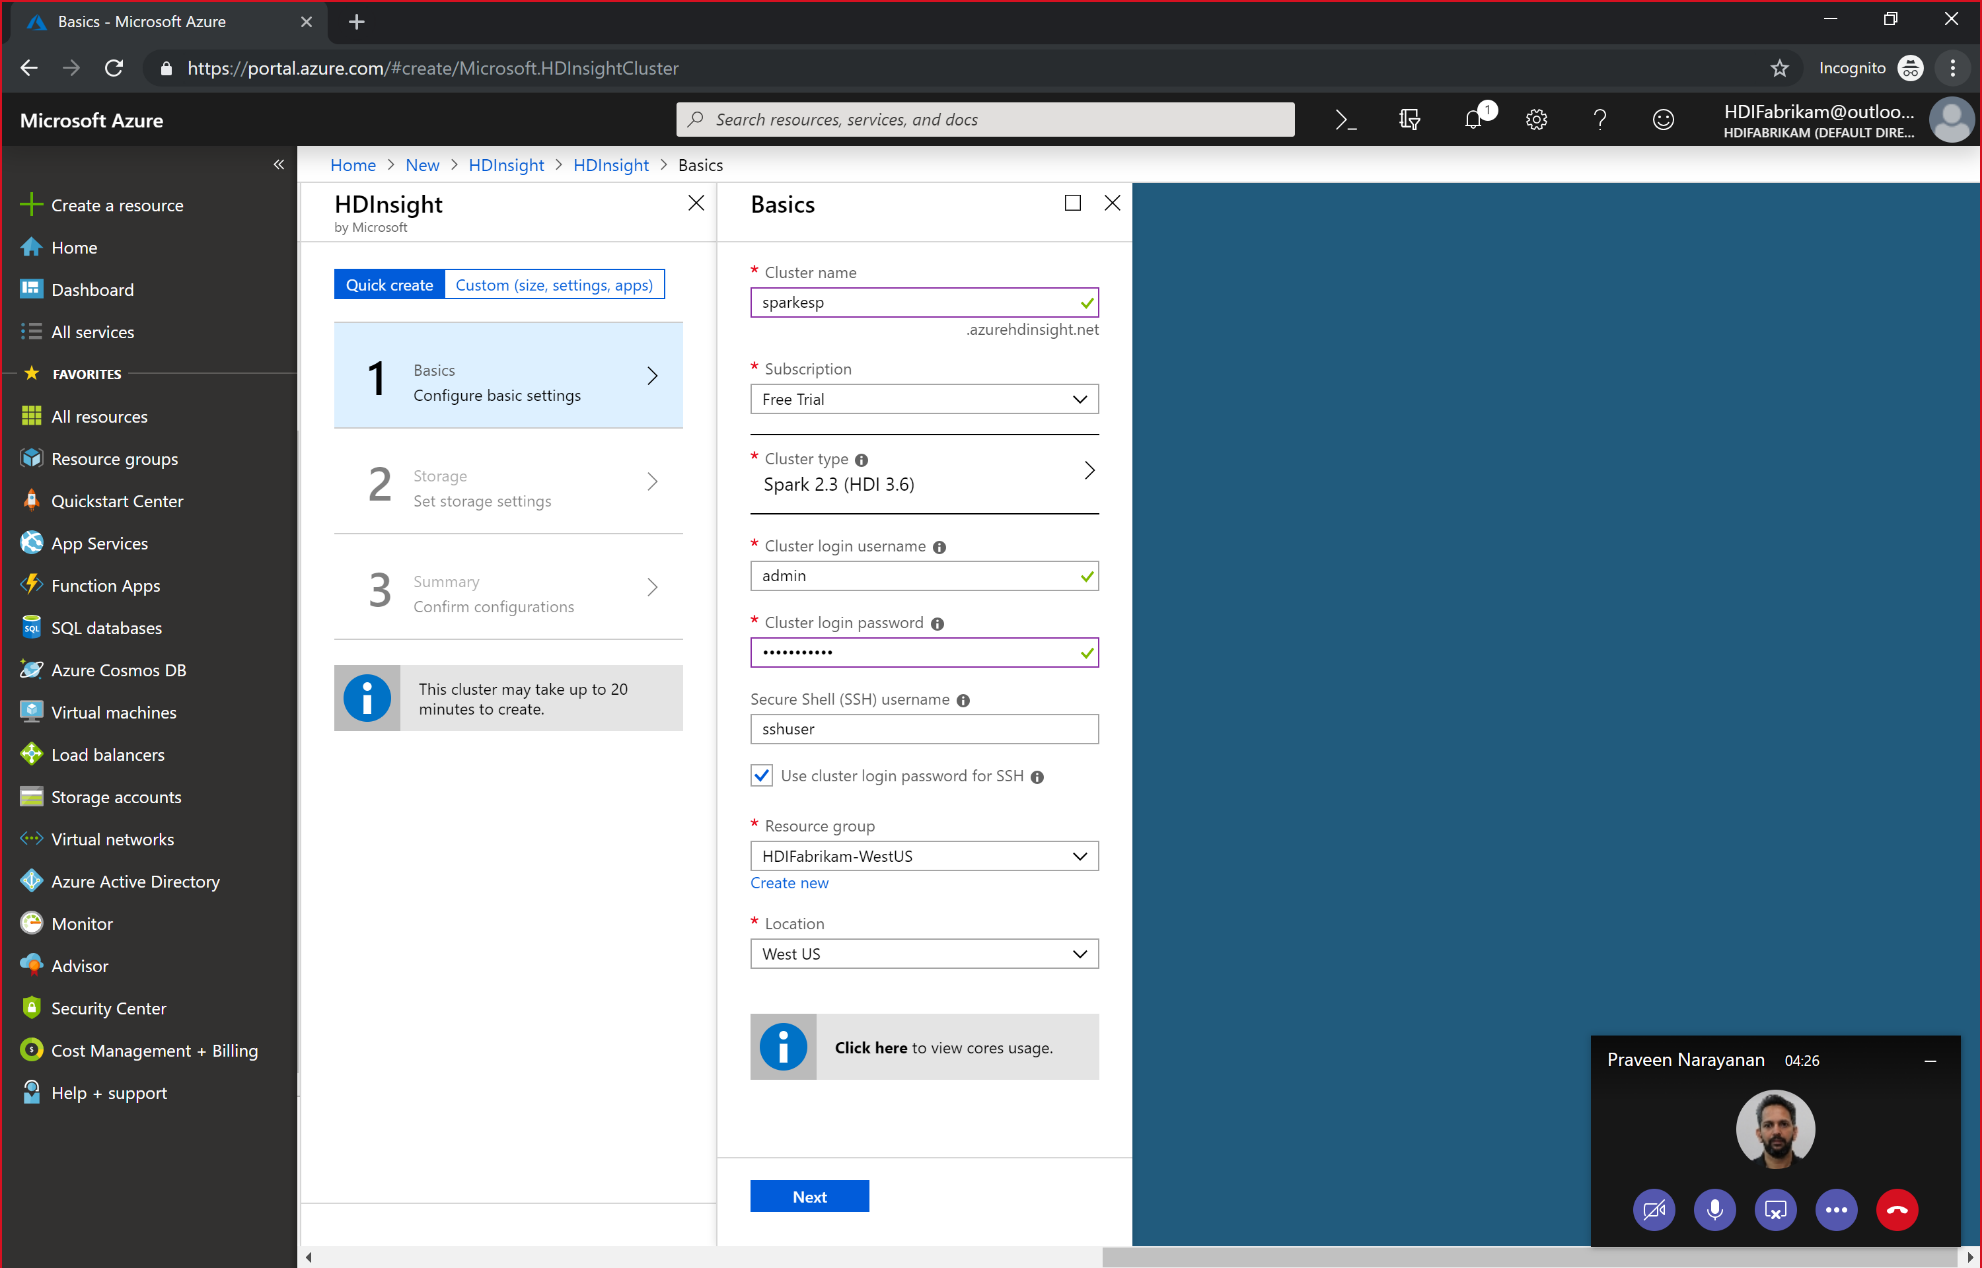 Basics - Microsoft Azure
https://portal.azure.com/#create/Microsoft.HDInsightCluster
Incognito
Microsoft Azure
Search resources, services, and docs
1
HDIFabrikam@outloo...
HDIFABRIKAM (DEFAULT DIRE...
Create a resource
Home
Dashboard
All services
FAVORITES
All resources
Resource groups
Quickstart Center
App Services
Function Apps
SQL databases
Azure Cosmos DB
Virtual machines
Load balancers
Storage accounts
Virtual networks
Azure Active Directory
Monitor
Advisor
Security Center
Cost Management + Billing
Help + support
Home > New > HDInsight > HDInsight > Basics
HDInsight
by Microsoft
Quick create
Custom (size, settings, apps)
1
Basics
Configure basic settings
2
Storage
Set storage settings
3
Summary
Confirm configurations
This cluster may take up to 20
minutes to create.
Basics
* Cluster name
sparkesp
.azurehdinsight.net
* Subscription
Free Trial
* Cluster type
Spark 2.3 (HDI 3.6)
* Cluster login username
admin
* Cluster login password
•••••••••••
Secure Shell (SSH) username
sshuser
Use cluster login password for SSH
* Resource group
HDIFabrikam-WestUS
Create new
* Location
West US
Click here to view cores usage.
Next
Praveen Narayanan 04:26